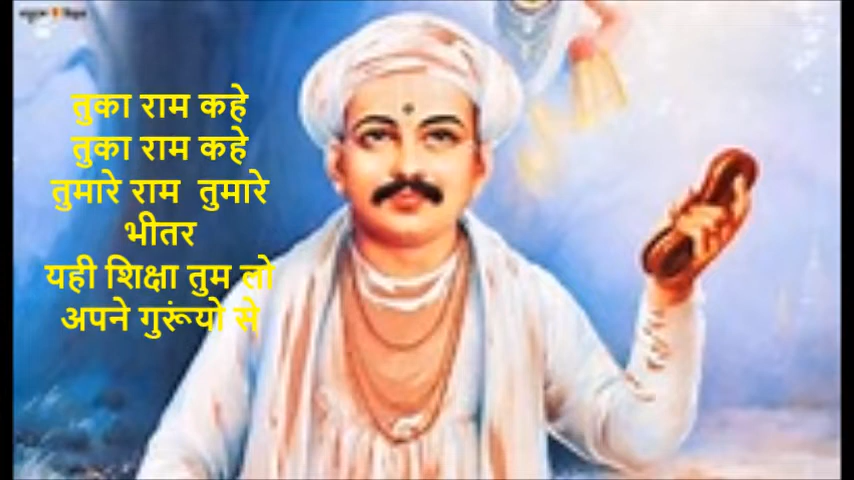 तुका राम कहे
तुका राम कहे
तुमारे राम तुमारे
भीतर
यही शिक्षा तुम लो
अपने गुरूंयो से